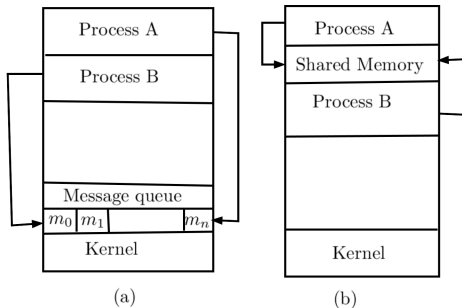 Process A
Process B
Message queue
m₀ m₁ mₙ
Kernel
(a)
Process A
Shared Memory
Process B
Kernel
(b)